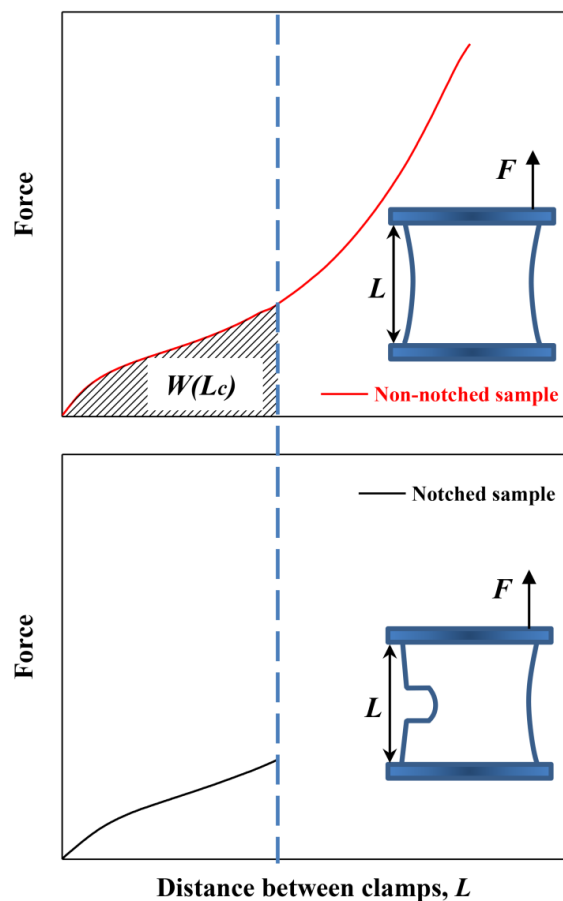 Force
F
L
W(Lc)
Non-notched sample
Notched sample
Force
F
L
Distance between clamps, L